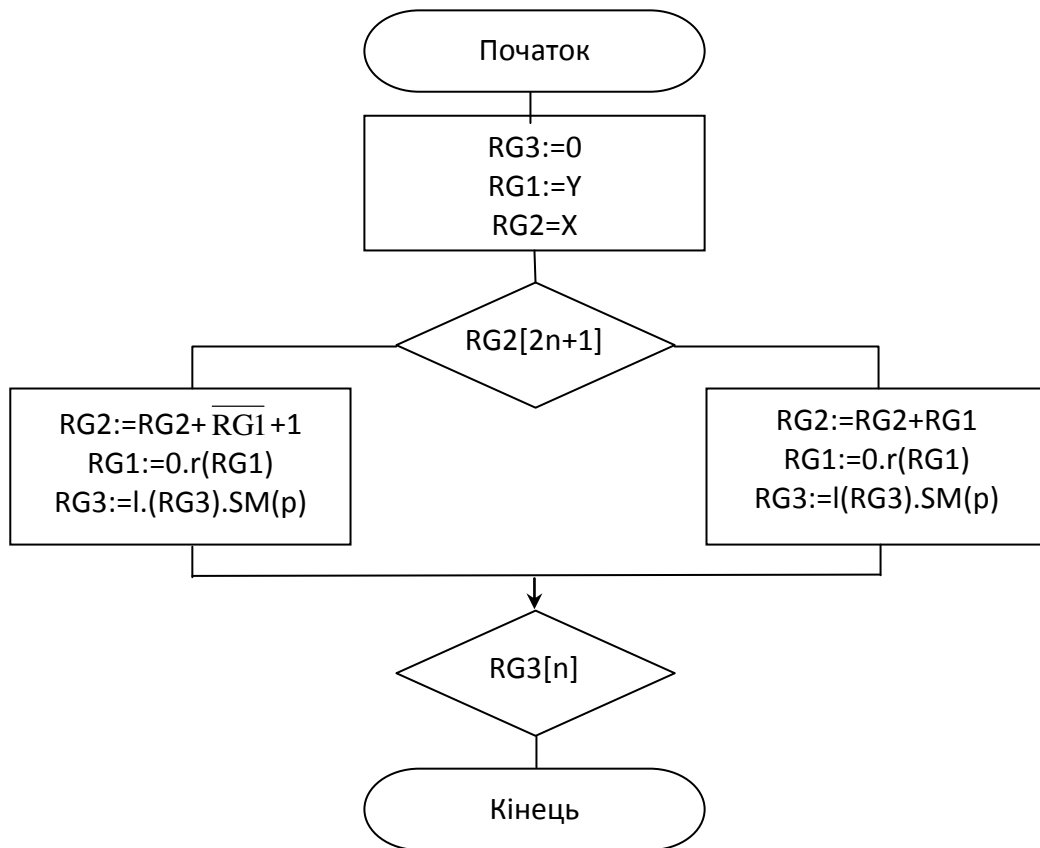 Початок
RG3:=0
RG1:=Y
RG2=X
RG2[2n+1]
RG2:=RG2+ R̅G̅1̅ +1
RG1:=0.r(RG1)
RG3:=l.(RG3).SM(p)
RG2:=RG2+RG1
RG1:=0.r(RG1)
RG3:=l(RG3).SM(p)
RG3[n]
Кінець